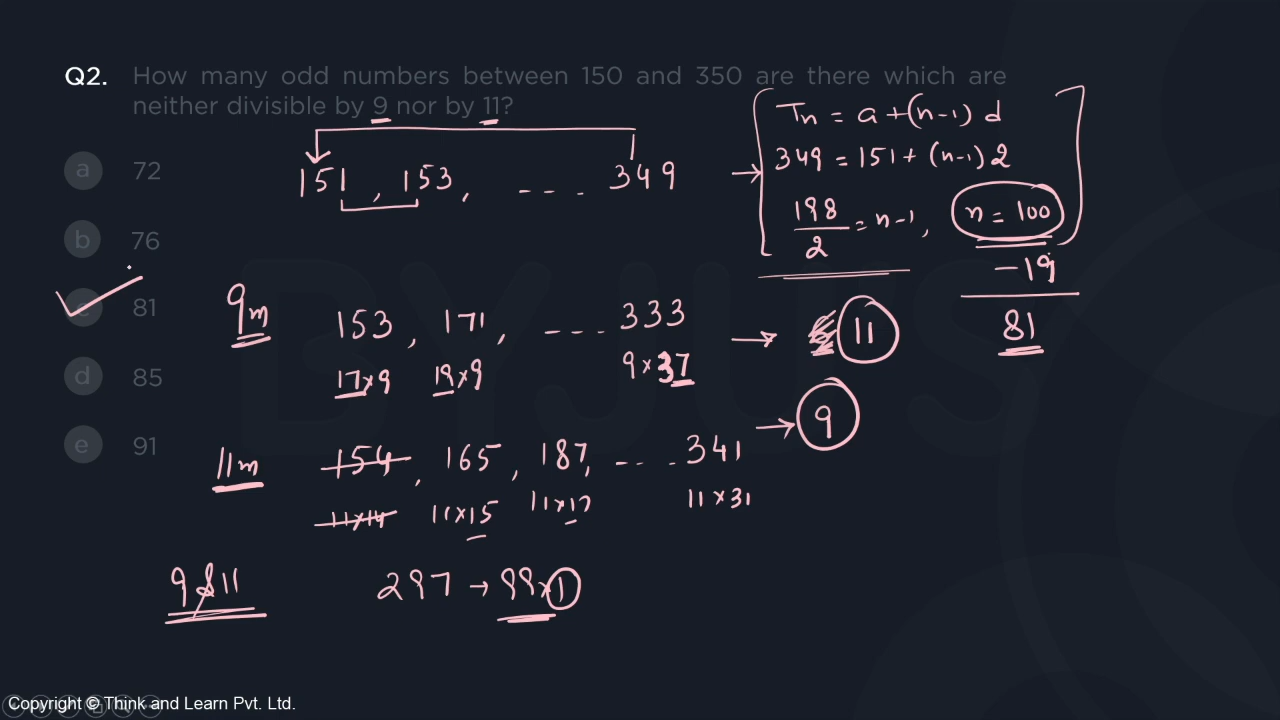 Q2. How many odd numbers between 150 and 350 are there which are
neither divisible by 9 nor by 11?
a 72
b 76
81
d 85
e 91
151, 153, - - - . 349
Tn = a + (n-1) d
349 = 151 + (n-1) 2
198/2 = n-1, n = 100
-19
81
9m 153, 171, - - - . 333 → 11
17×9 19×9 9×37
11m 154, 165, 187, - - . . 341 → 9
11×14 11×15 11×17 11×31
9 & 11 297 → 99×1
BYJU'S
Copyright © Think and Learn Pvt. Ltd.